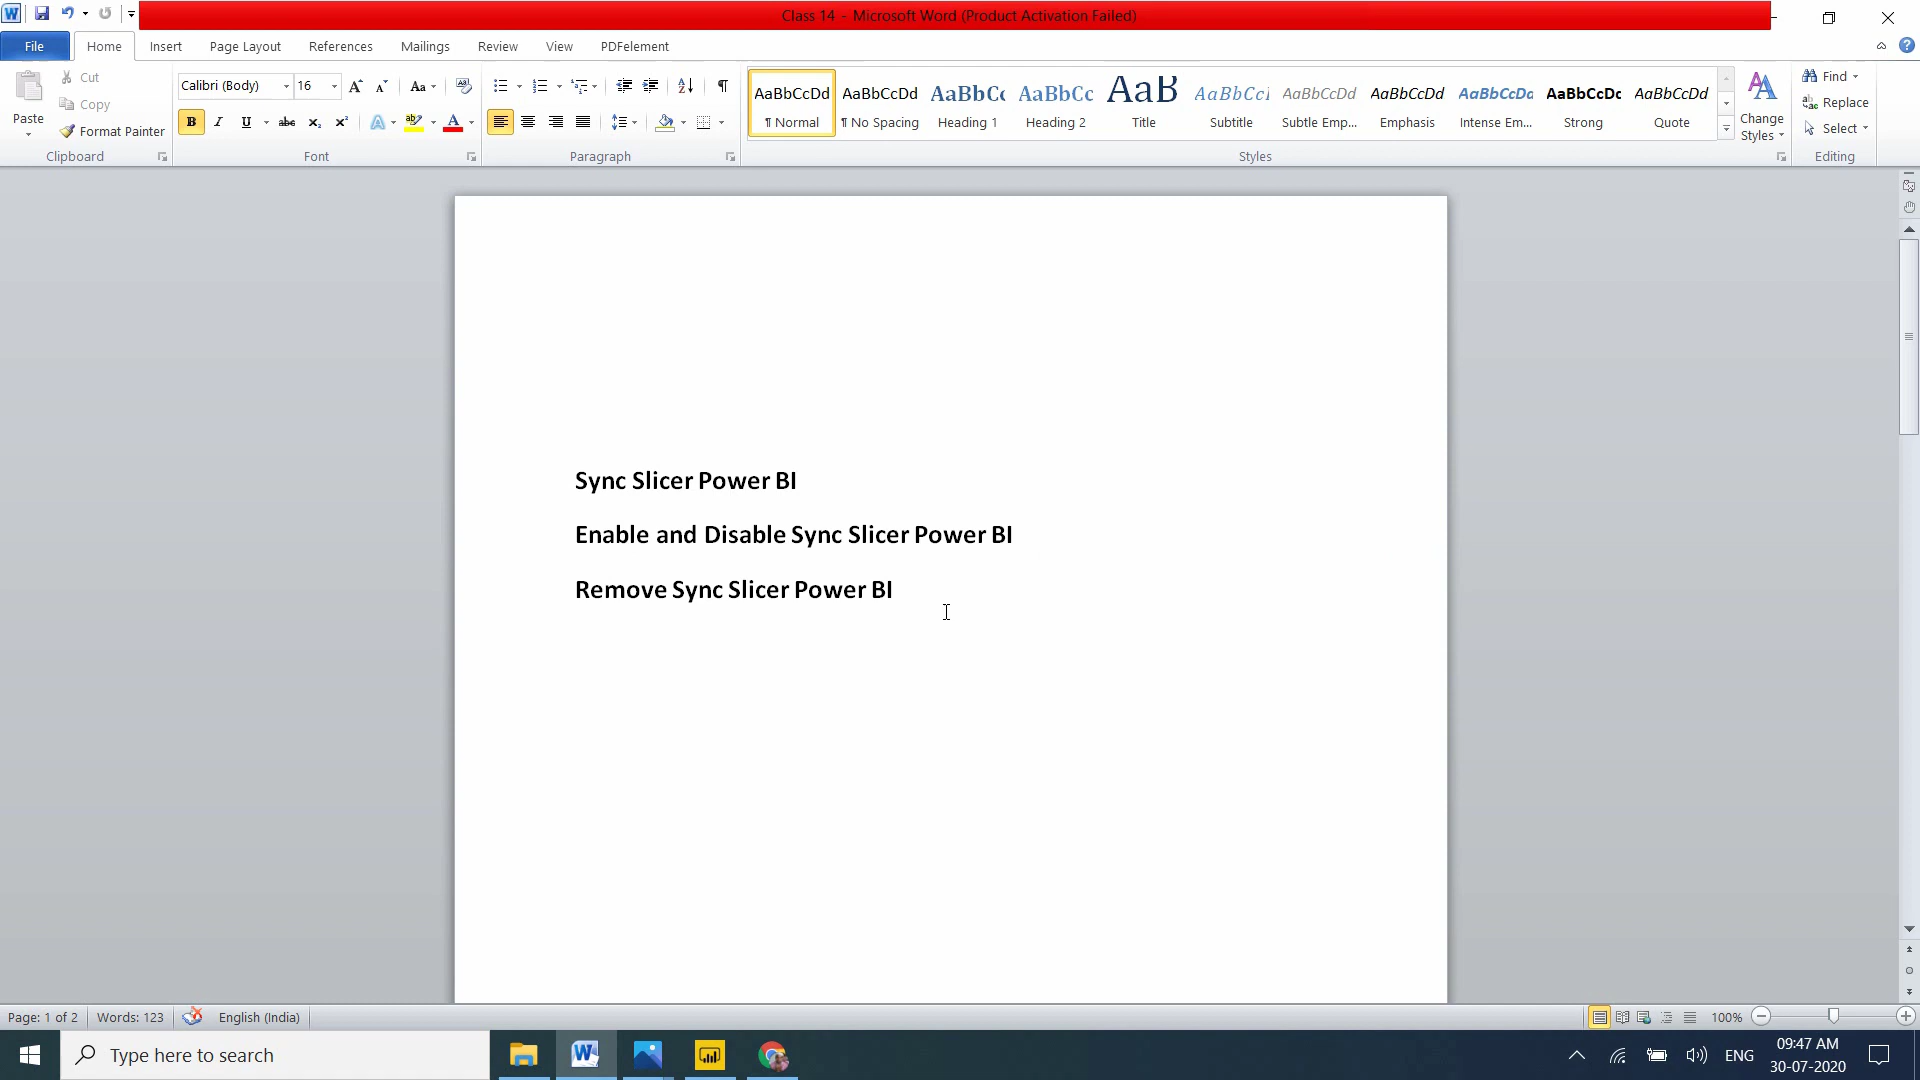 Class 14 - Microsoft Word (Product Activation Failed)
File Home Insert Page Layout References Mailings Review View PDFelement
Paste
Cut
Copy
Format Painter
Clipboard
Calibri (Body) 16
Font
Paragraph
AaBbCcDd AaBbCcDd AaBbCc AaBbCc AaB AaBbCcl AaBbCcDd AaBbCcDd AaBbCcDd AaBbCcDc AaBbCcDd
¶ Normal ¶ No Spacing Heading 1 Heading 2 Title Subtitle Subtle Emp... Emphasis Intense Em... Strong Quote
Styles
Change
Styles
Find
Replace
Select
Editing
Sync Slicer Power BI
Enable and Disable Sync Slicer Power BI
Remove Sync Slicer Power BI
Page: 1 of 2 Words: 123 English (India) 100%
Type here to search
ENG
09:47 AM
30-07-2020